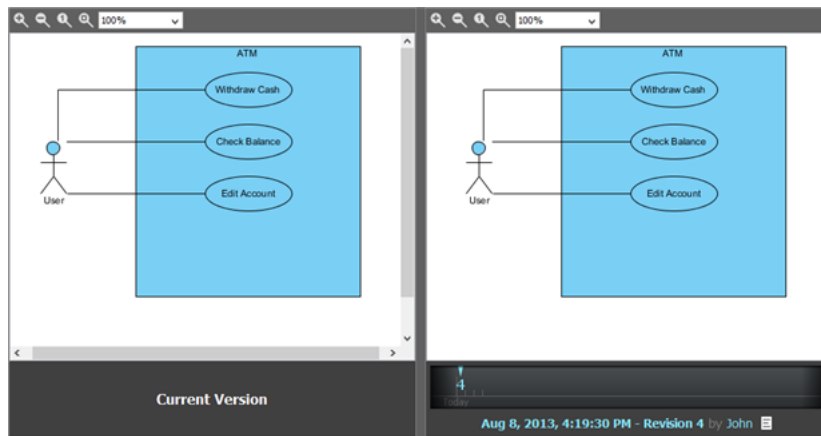 100%
ATM
Withdraw Cash
Check Balance
Edit Account
User
Current Version
100%
ATM
Withdraw Cash
Check Balance
Edit Account
User
4
Today
Aug 8, 2013, 4:19:30 PM - Revision 4 by John